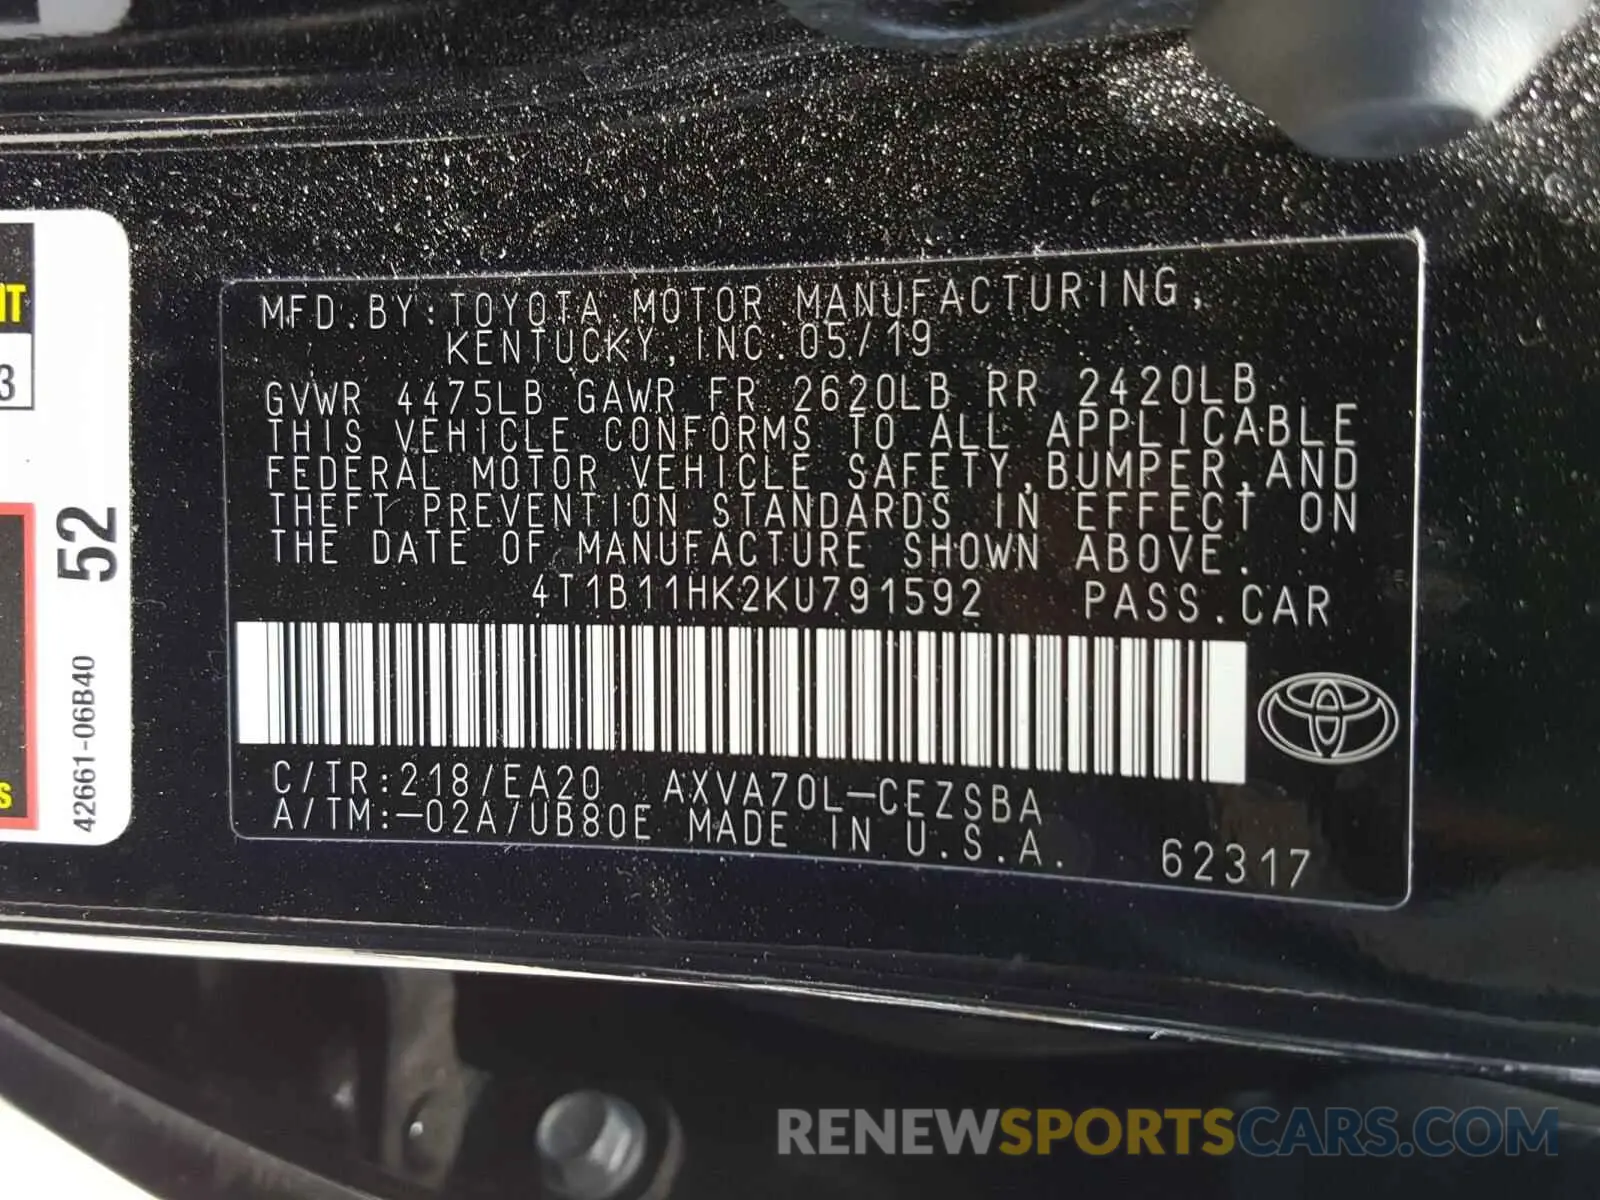 MFD.BY:TOYOTA MOTOR MANUFACTURING,
KENTUCKY,INC.05/19
GVWR 4475LB GAWR FR 2620LB RR 2420LB
THIS VEHICLE CONFORMS TO ALL APPLICABLE
FEDERAL MOTOR VEHICLE SAFETY,BUMPER,AND
THEFT PREVENTION STANDARDS IN EFFECT ON
THE DATE OF MANUFACTURE SHOWN ABOVE.
4T1B11HK2KU791592 PASS.CAR
C/TR:218/EA20 AXVA70L-CEZSBA
A/TM:-02A/UB80E MADE IN U.S.A.
62317
3
52
42661-06B40
RENEWSPORTSCARS.COM